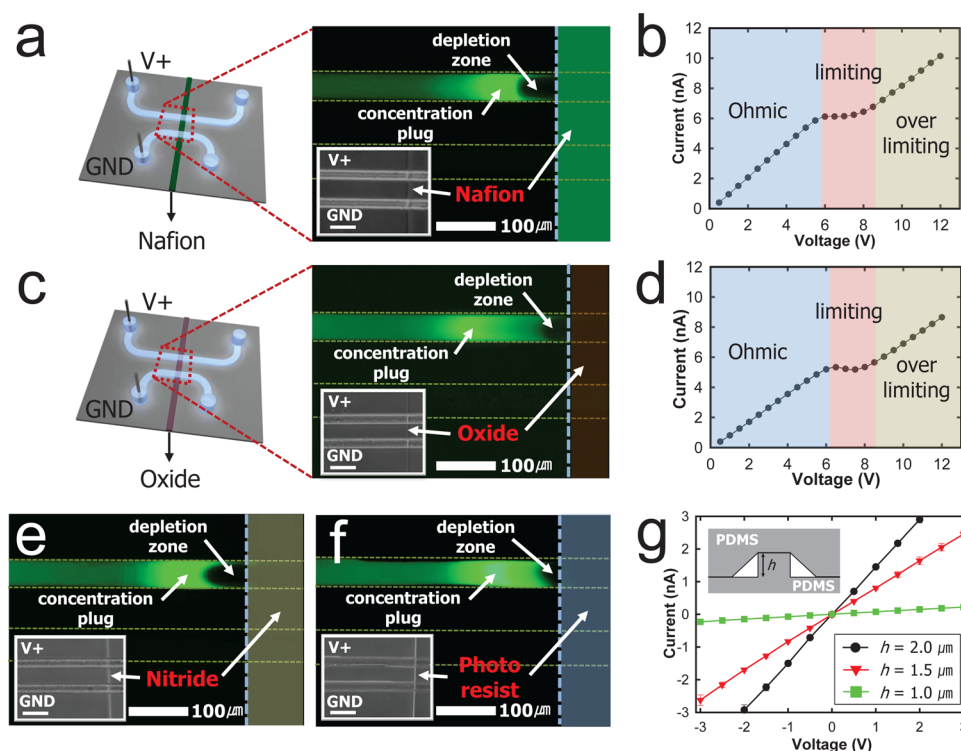 a
V+
GND
Nafion
depletion
zone
concentration
plug
V+
Nafion
GND
100㎛
b
Current (nA)
12
10
8
6
4
2
0
Ohmic
limiting
over
limiting
0 2 4 6 8 10 12
Voltage (V)
c
V+
GND
Oxide
depletion
zone
concentration
plug
V+
Oxide
GND
100㎛
d
Current (nA)
12
10
8
6
4
2
0
Ohmic
limiting
over
limiting
0 2 4 6 8 10 12
Voltage (V)
e
depletion
zone
concentration
plug
V+
Nitride
GND
100㎛
f
depletion
zone
concentration
plug
V+
Photo
resist
GND
100㎛
g
Current (nA)
3
2
1
0
-1
-2
-3
PDMS
h
PDMS
h = 2.0 ㎛
h = 1.5 ㎛
h = 1.0 ㎛
-3 -2 -1 0 1 2 3
Voltage (V)